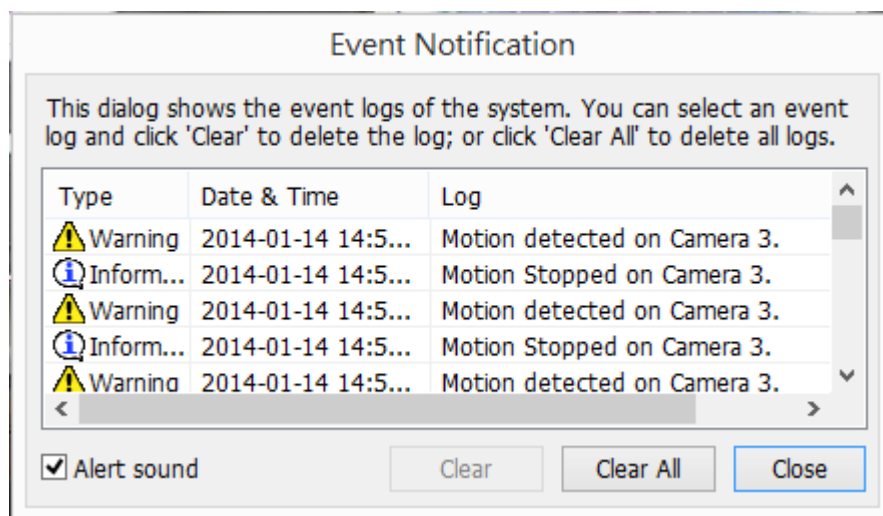 Event Notification
This dialog shows the event logs of the system. You can select an event
log and click 'Clear' to delete the log; or click 'Clear All' to delete all logs.
Type Date & Time Log
Warning 2014-01-14 14:5... Motion detected on Camera 3.
Inform... 2014-01-14 14:5... Motion Stopped on Camera 3.
Warning 2014-01-14 14:5... Motion detected on Camera 3.
Inform... 2014-01-14 14:5... Motion Stopped on Camera 3.
Warning 2014-01-14 14:5... Motion detected on Camera 3.
Alert sound Clear Clear All Close